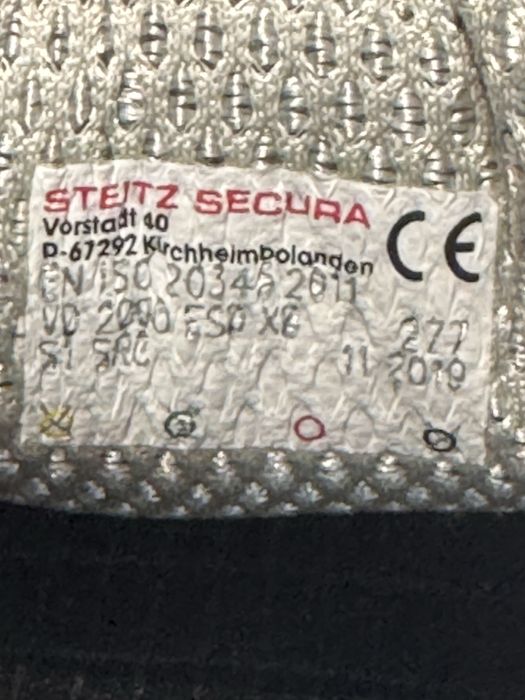 STEITZ SECURA
Vorstadt 40
D-67292 Kirchheimbolanden
CE
EN ISO 20345 2011
VD 2000 ESD XB 277
S1 SRC 11 2019